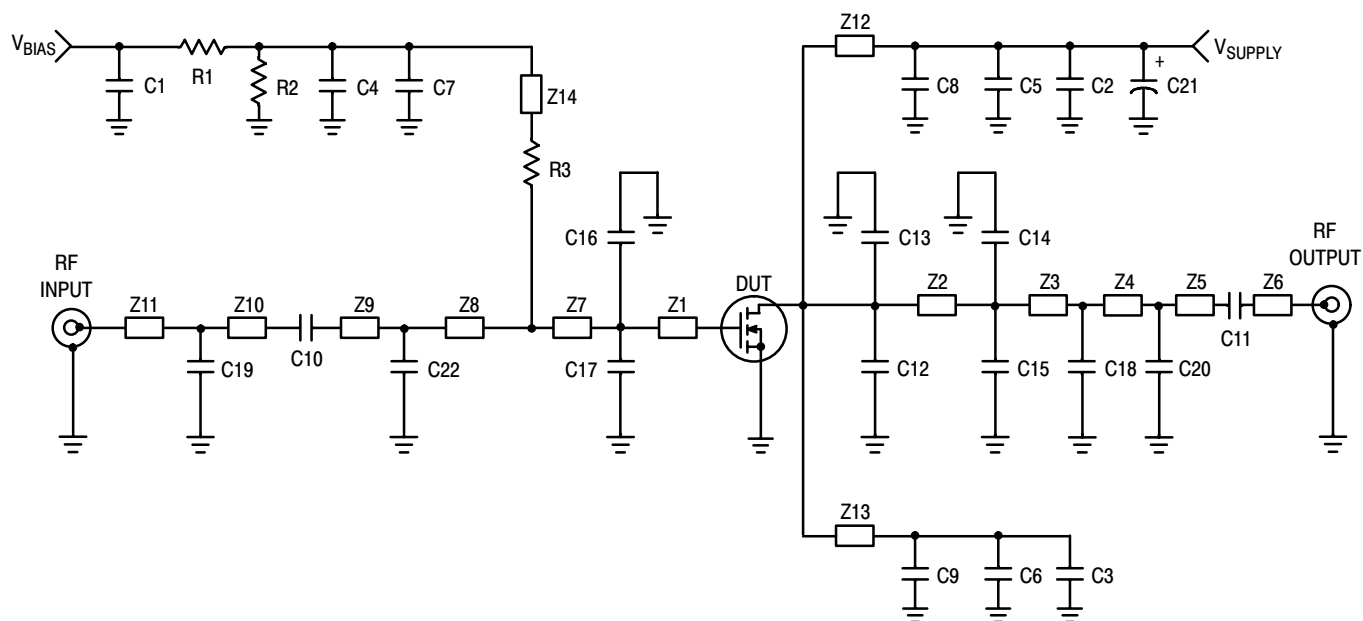 VBIAS
C1
R1
R2
C4
C7
Z14
R3
Z12
C8
C5
C2
+
C21
VSUPPLY
C16
C13
C14
RF
INPUT
Z11
Z10
Z9
Z8
Z7
Z1
DUT
Z2
Z3
Z4
Z5
Z6
RF
OUTPUT
C19
C10
C22
C17
C12
C15
C18
C20
C11
Z13
C9
C6
C3